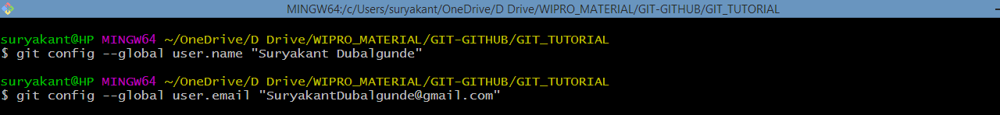 MINGW64:/c/Users/suryakant/OneDrive/D Drive/WIPRO_MATERIAL/GIT-GITHUB/GIT_TUTORIAL
suryakant@HP MINGW64 ~/OneDrive/D Drive/WIPRO_MATERIAL/GIT-GITHUB/GIT_TUTORIAL
$ git config --global user.name "Suryakant Dubalgunde"
suryakant@HP MINGW64 ~/OneDrive/D Drive/WIPRO_MATERIAL/GIT-GITHUB/GIT_TUTORIAL
$ git config --global user.email "SuryakantDubalgunde@gmail.com"